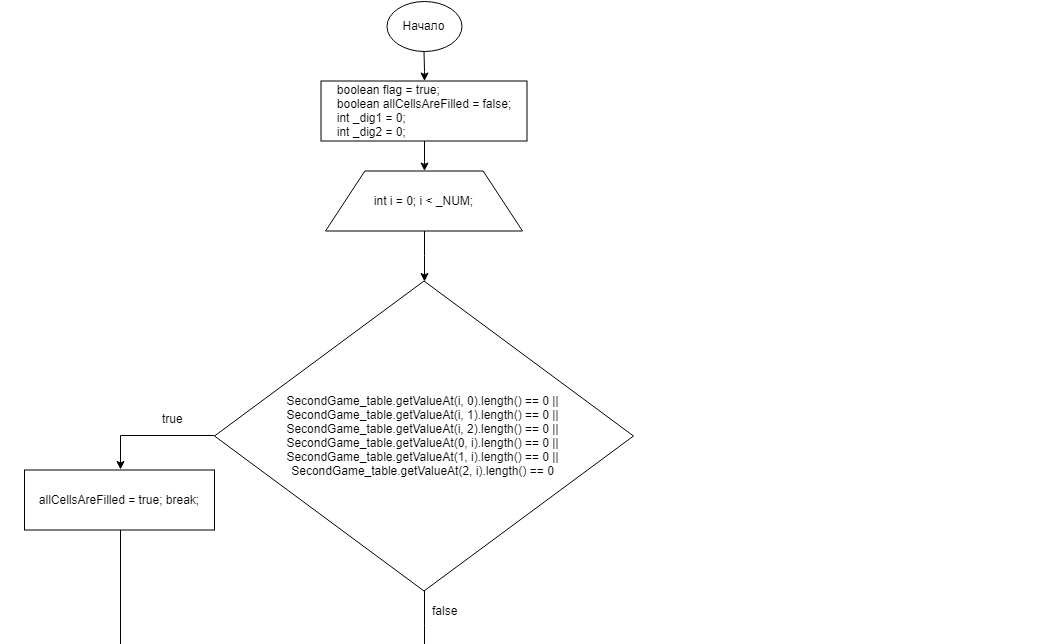 Начало
boolean flag = true;
boolean allCellsAreFilled = false;
int _dig1 = 0;
int _dig2 = 0;
int i = 0; i < _NUM;
SecondGame_table.getValueAt(i, 0).length() == 0 ||
SecondGame_table.getValueAt(i, 1).length() == 0 ||
SecondGame_table.getValueAt(i, 2).length() == 0 ||
SecondGame_table.getValueAt(0, i).length() == 0 ||
SecondGame_table.getValueAt(1, i).length() == 0 ||
SecondGame_table.getValueAt(2, i).length() == 0
true
allCellsAreFilled = true; break;
false